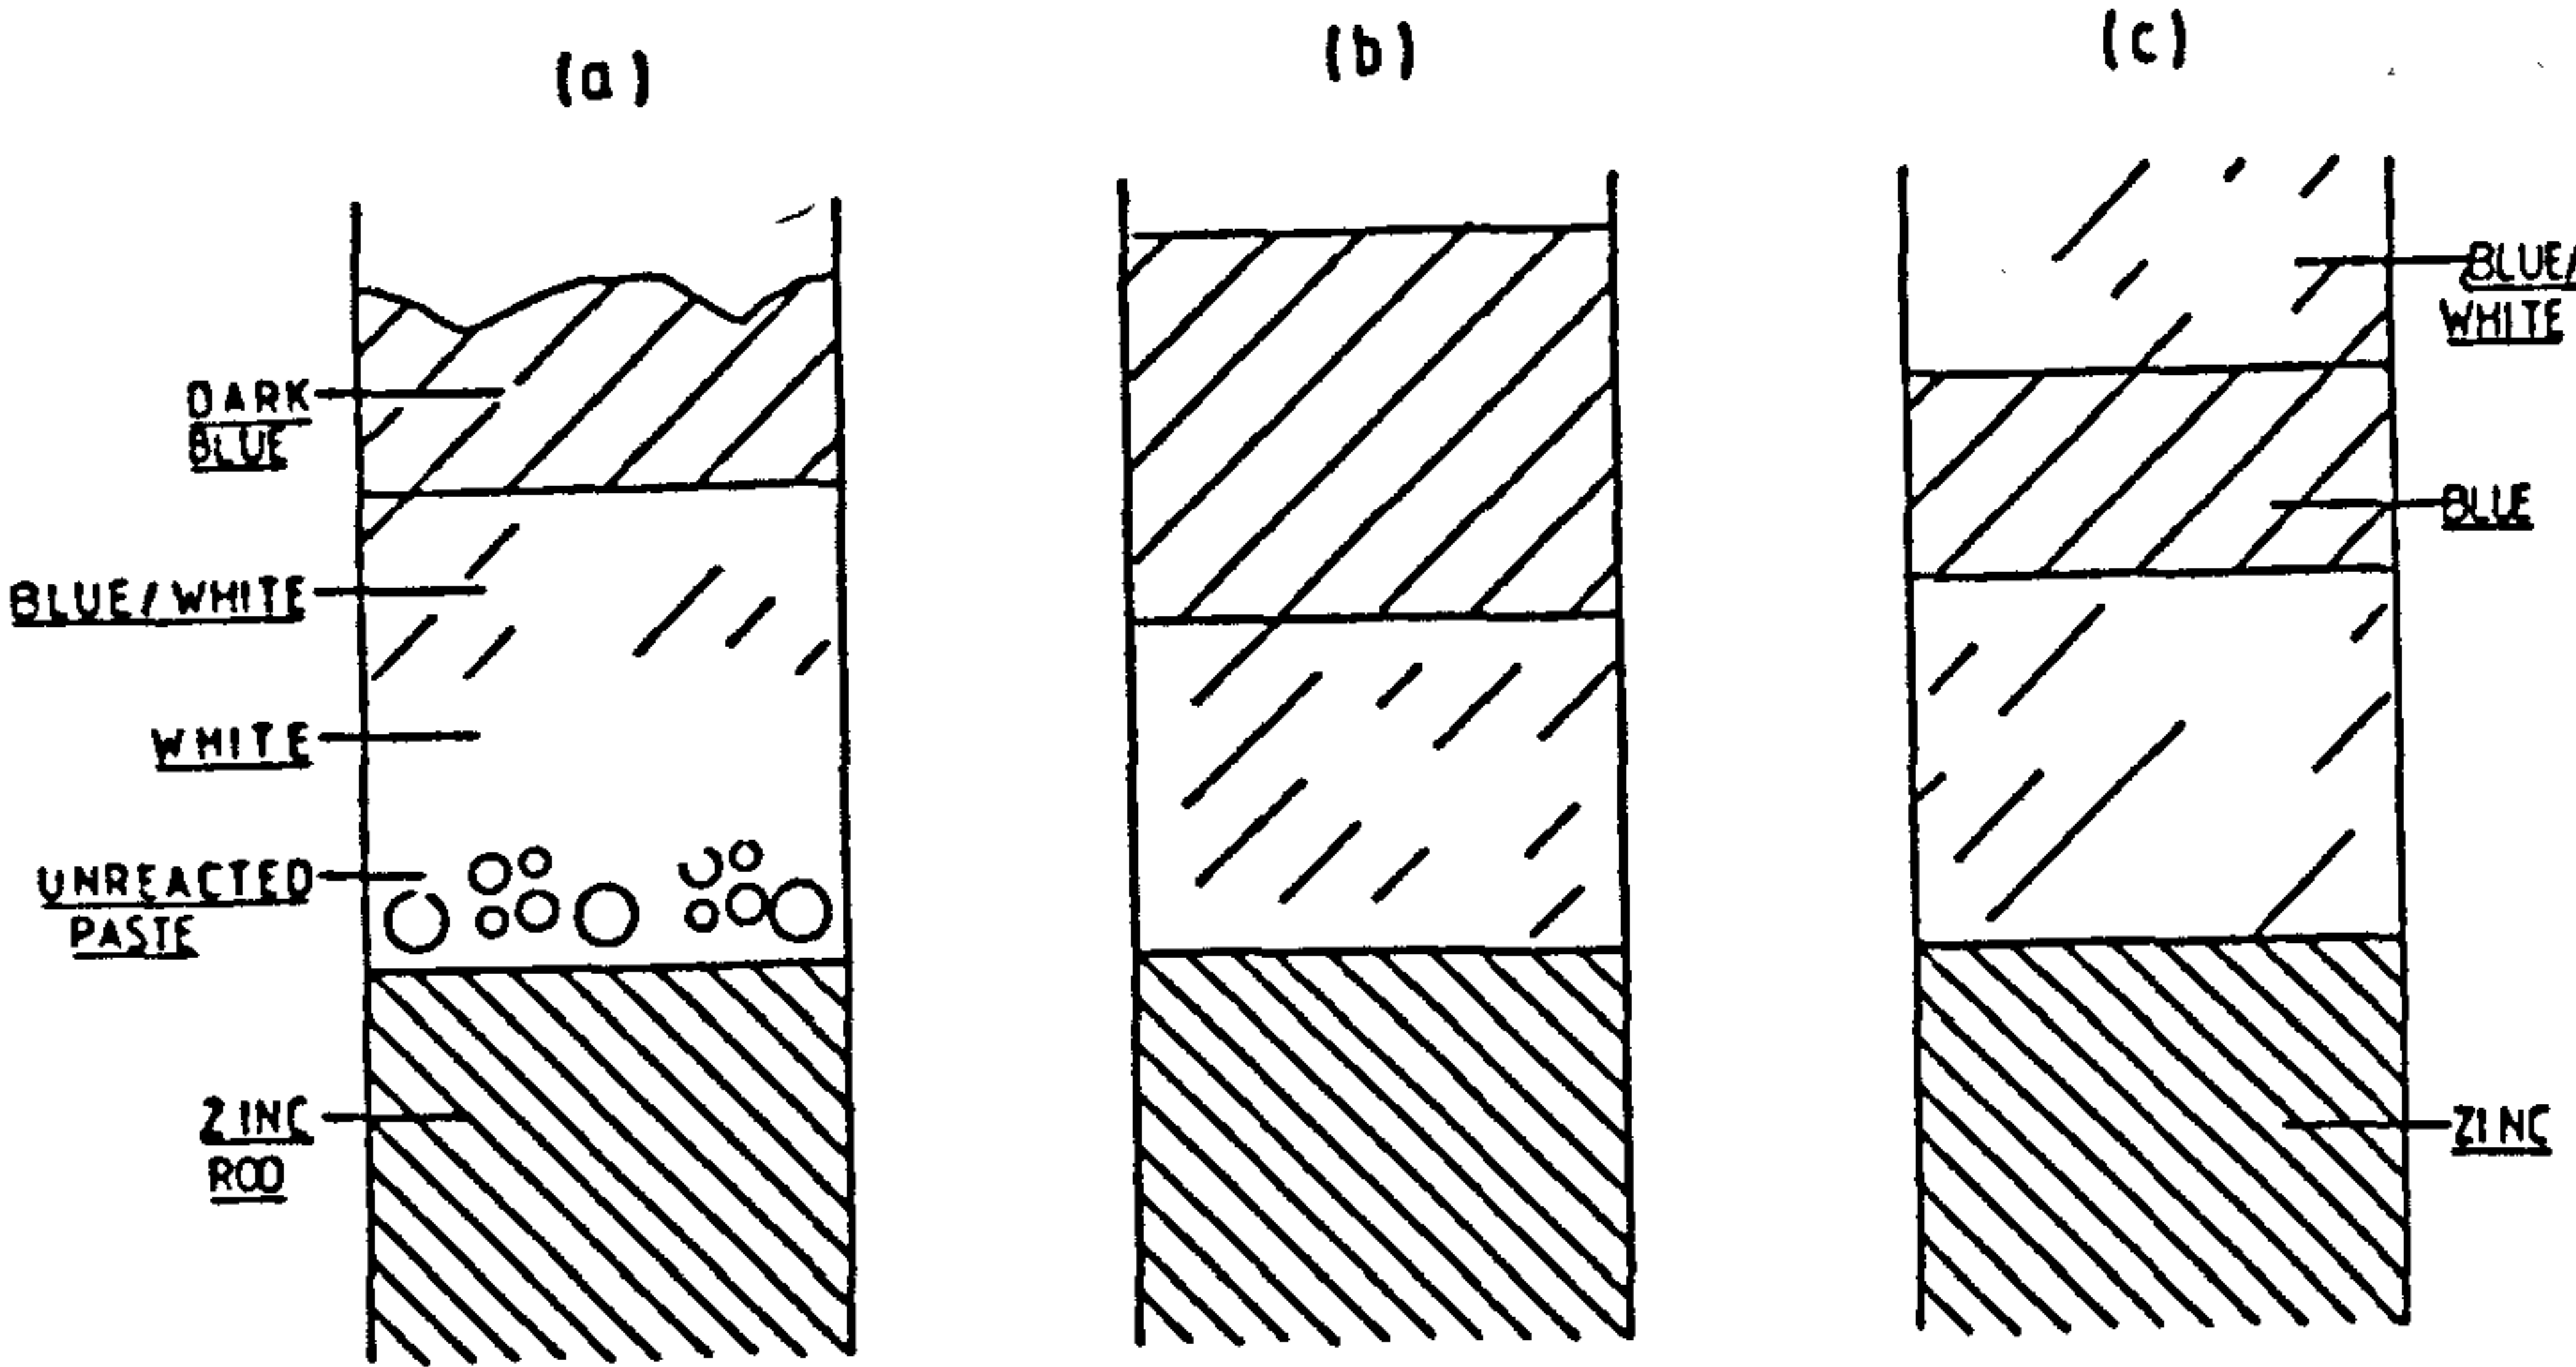 (a)
(b)
(c)
DARK
BLUE
BLUE/WHITE
WHITE
UNREACTED
PASTE
ZINC
ROD
BLUE/
WHITE
BLUE
ZINC